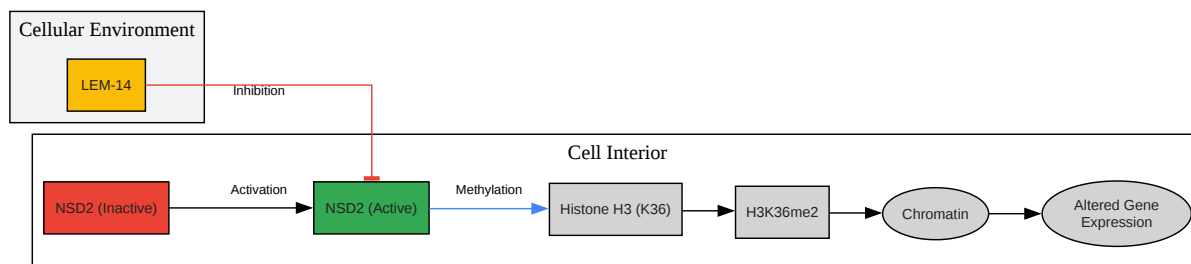 Cellular Environment
LEM-14
Inhibition
Cell Interior
NSD2 (Inactive)
Activation
NSD2 (Active)
Methylation
Histone H3 (K36)
H3K36me2
Chromatin
Altered Gene
Expression